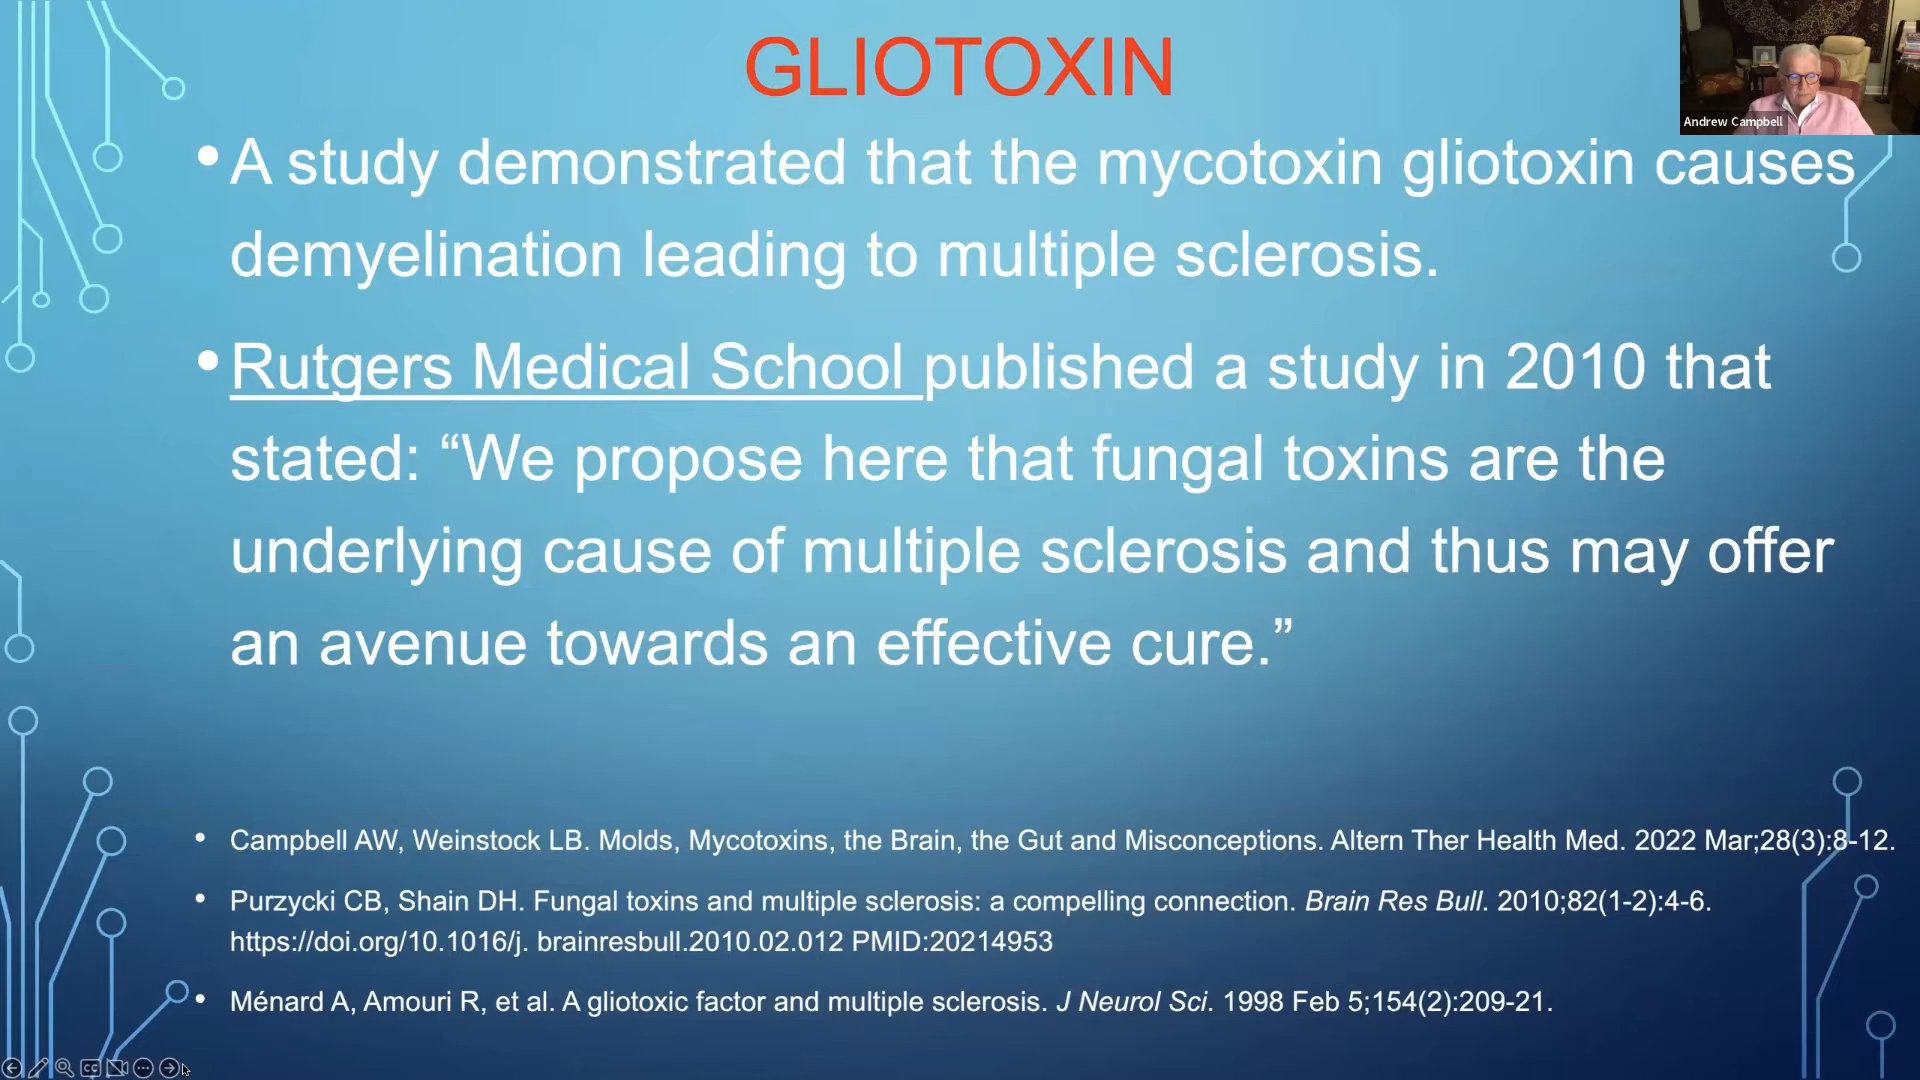 GLIOTOXIN
Andrew Campbell
• A study demonstrated that the mycotoxin gliotoxin causes
demyelination leading to multiple sclerosis.
• Rutgers Medical School published a study in 2010 that
stated: “We propose here that fungal toxins are the
underlying cause of multiple sclerosis and thus may offer
an avenue towards an effective cure.”
• Campbell AW, Weinstock LB. Molds, Mycotoxins, the Brain, the Gut and Misconceptions. Altern Ther Health Med. 2022 Mar;28(3):8-12.
• Purzycki CB, Shain DH. Fungal toxins and multiple sclerosis: a compelling connection. Brain Res Bull. 2010;82(1-2):4-6.
https://doi.org/10.1016/j. brainresbull.2010.02.012 PMID:20214953
• Ménard A, Amouri R, et al. A gliotoxic factor and multiple sclerosis. J Neurol Sci. 1998 Feb 5;154(2):209-21.
CC